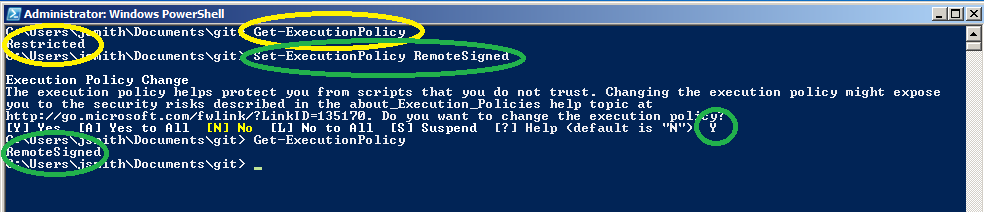 Administrator: Windows PowerShell
C:\Users\jsmith\Documents\git> Get-ExecutionPolicy
Restricted
C:\Users\jsmith\Documents\git> Set-ExecutionPolicy RemoteSigned
Execution Policy Change
The execution policy helps protect you from scripts that you do not trust. Changing the execution policy might expose
you to the security risks described in the about_Execution_Policies help topic at
http://go.microsoft.com/fwlink/?LinkID=135170. Do you want to change the execution policy?
[Y] Yes  [A] Yes to All  [N] No  [L] No to All  [S] Suspend  [?] Help (default is "N"): Y
C:\Users\jsmith\Documents\git> Get-ExecutionPolicy
RemoteSigned
C:\Users\jsmith\Documents\git> _